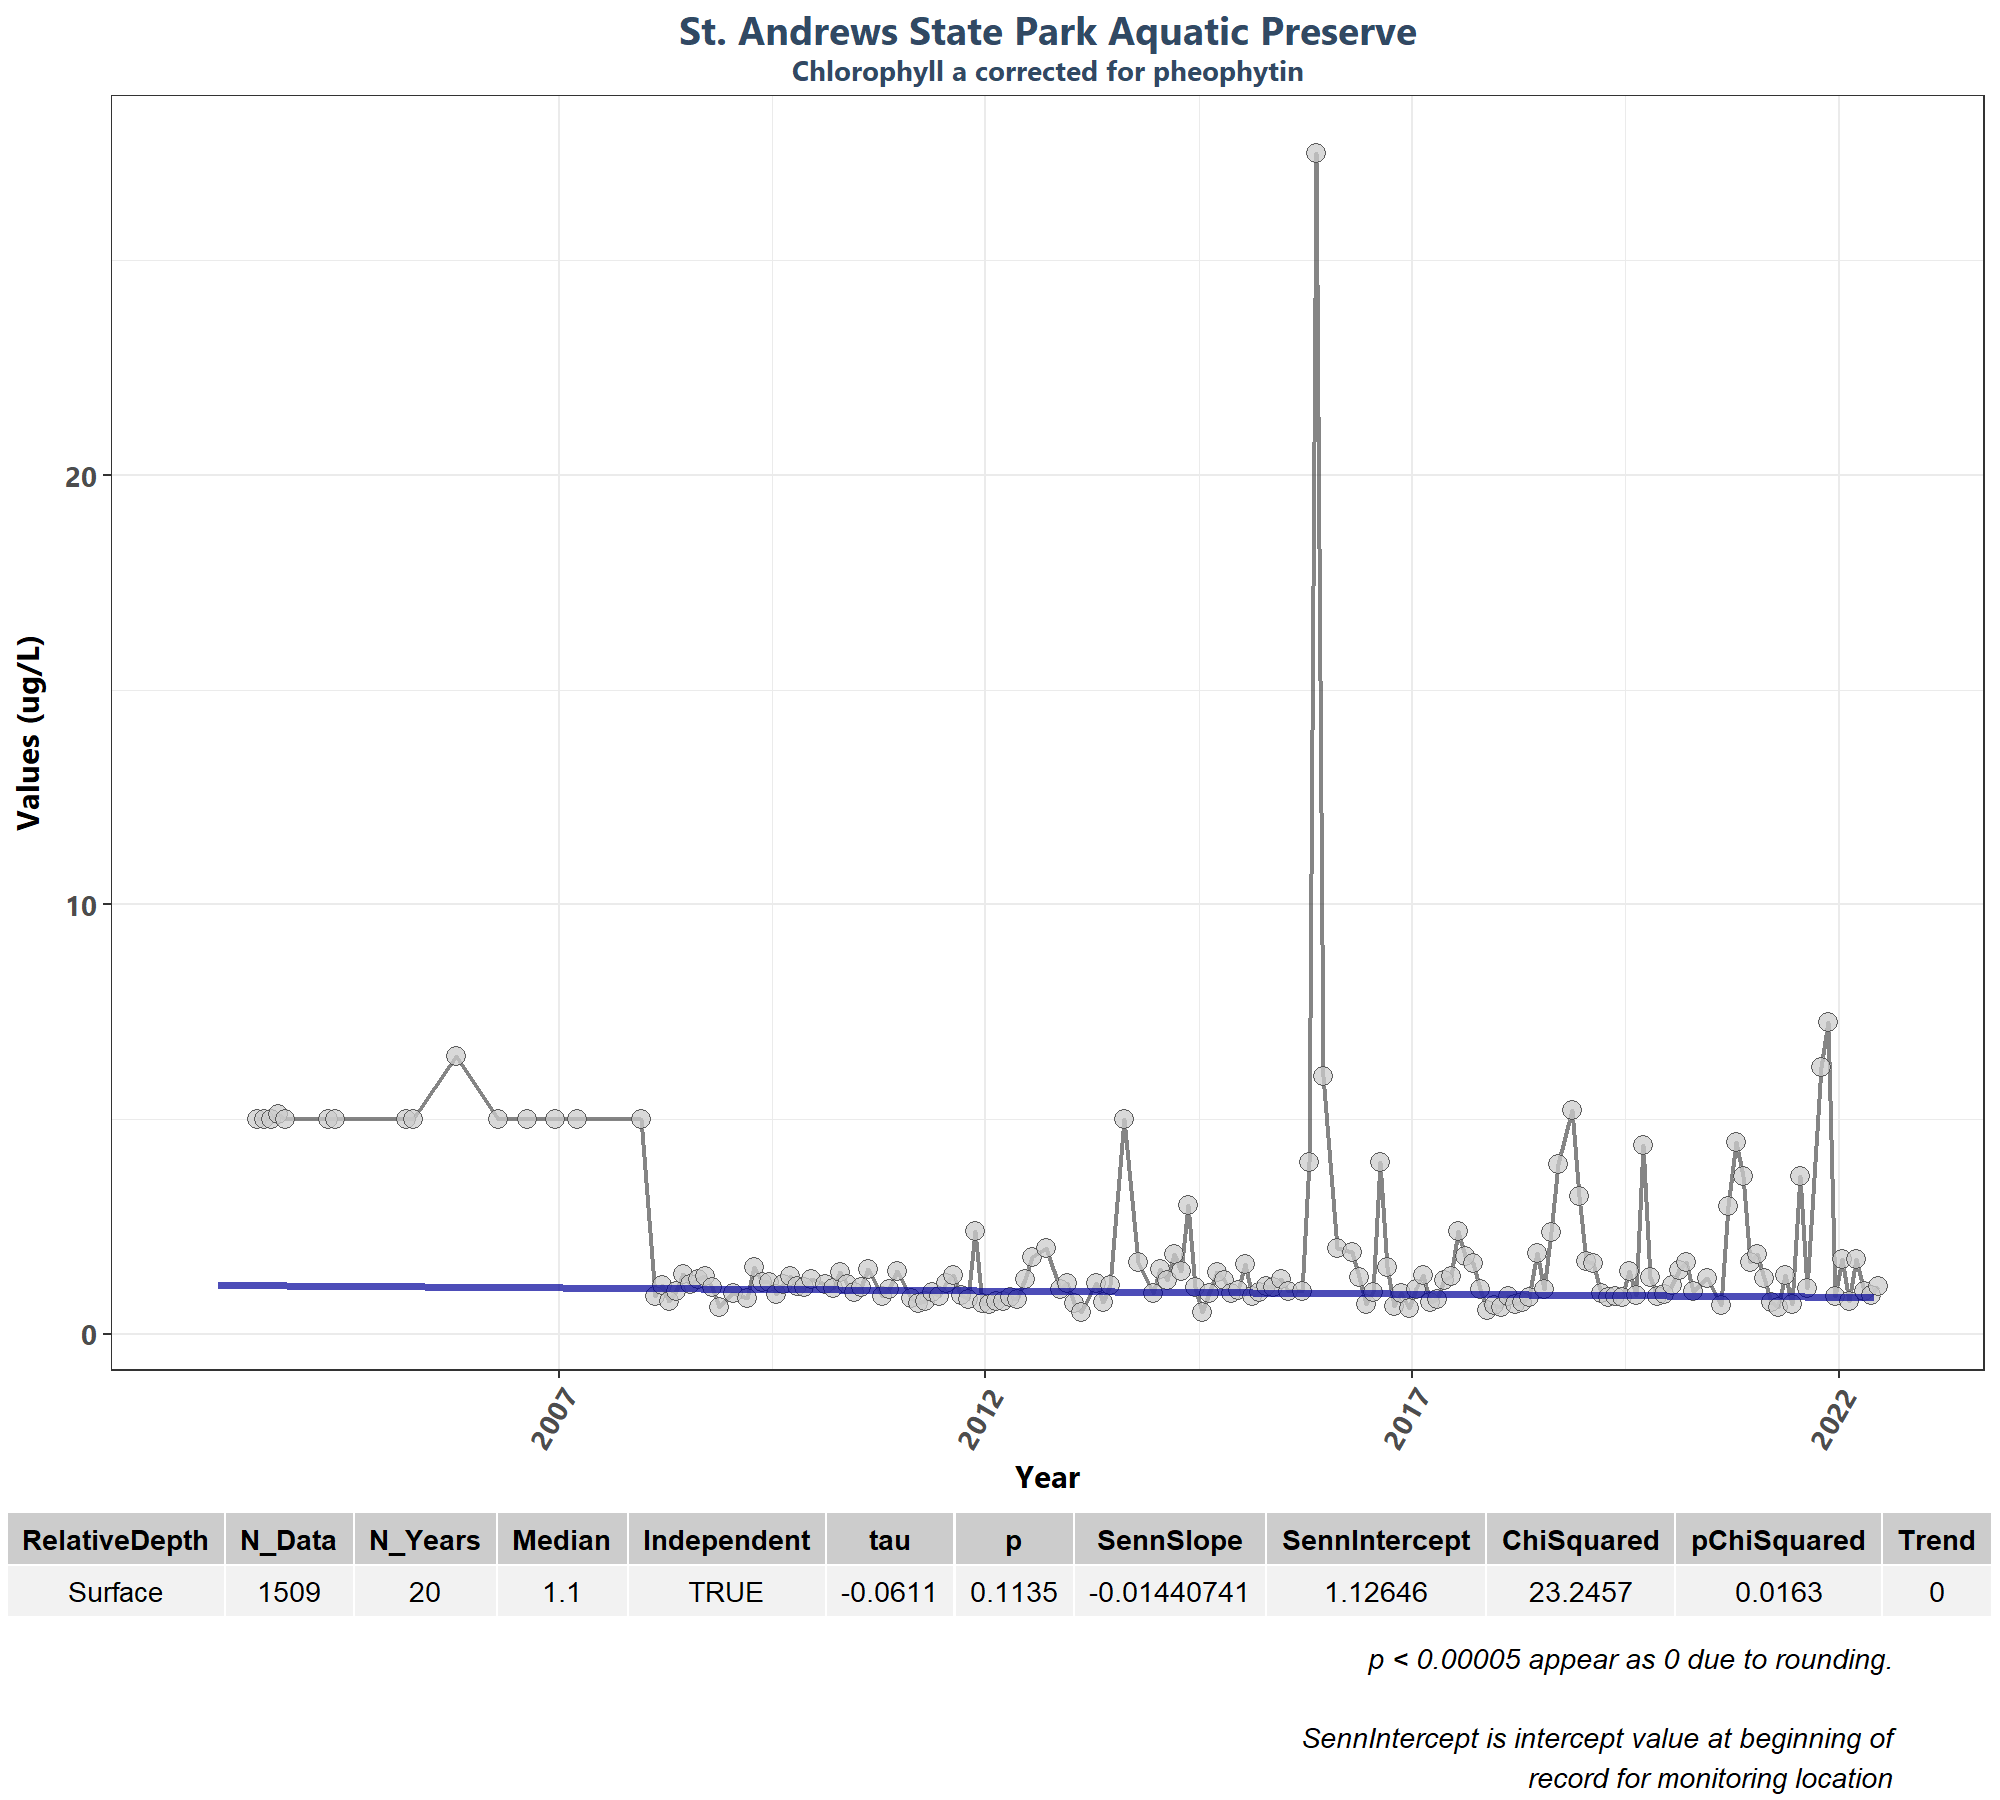 St. Andrews State Park Aquatic Preserve
Chlorophyll a corrected for pheophytin
Values (ug/L)
20
10
0
2007 2012 2017 2022
Year
RelativeDepth N_Data N_Years Median Independent tau p SennSlope SennIntercept ChiSquared pChiSquared Trend
Surface 1509 20 1.1 TRUE -0.0611 0.1135 -0.01440741 1.12646 23.2457 0.0163 0
p < 0.00005 appear as 0 due to rounding.
SennIntercept is intercept value at beginning of
record for monitoring location